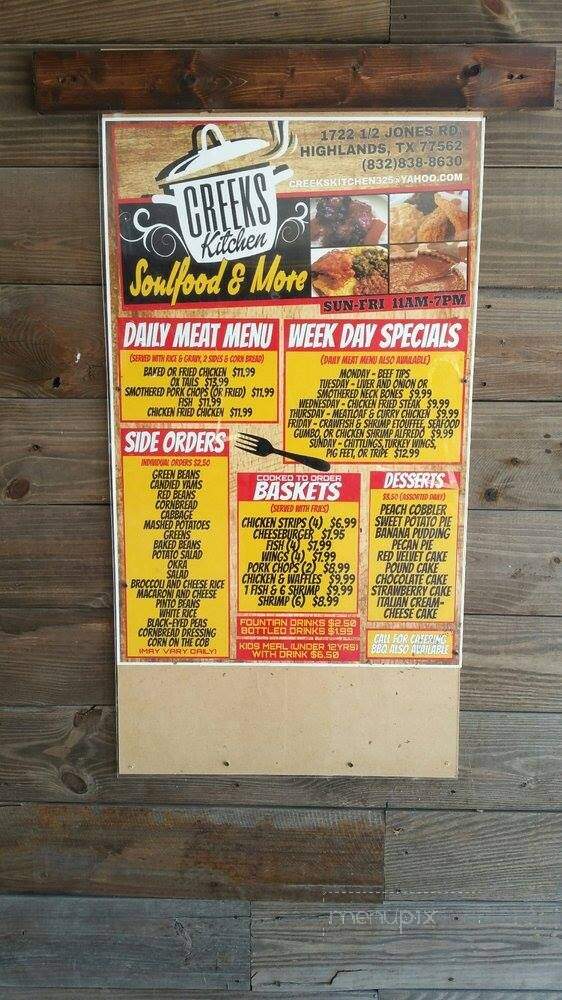 1722 1/2 JONES RD.
HIGHLANDS, TX 77562
(832)838-8630
CREEKSKITCHEN325@YAHOO.COM
CREEKS
Kitchen
Soulfood & More
SUN-FRI 11AM-7PM
DAILY MEAT MENU
(SERVED WITH RICE & GRAVY, 2 SIDES & CORN BREAD)
BAKED OR FRIED CHICKEN $11.99
OX TAILS $13.99
SMOTHERED PORK CHOPS (OR FRIED) $11.99
FISH $11.99
CHICKEN FRIED CHICKEN $11.99
WEEK DAY SPECIALS
(DAILY MEAT MENU ALSO AVAILABLE)
MONDAY - BEEF TIPS
TUESDAY - LIVER AND ONION OR
SMOTHERED NECK BONES $9.99
WEDNESDAY - CHICKEN FRIED STEAK $9.99
THURSDAY - MEATLOAF & CURRY CHICKEN $9.99
FRIDAY - CRAWFISH & SHRIMP ETOUFFEE, SEAFOOD
GUMBO, OR CHICKEN SHRIMP ALFREDO $9.99
SUNDAY - CHITTLINGS,TURKEY WINGS,
PIG FEET, OR TRIPE $12.99
SIDE ORDERS
INDIVIDUAL ORDERS $2.50
GREEN BEANS
CANDIED YAMS
RED BEANS
CORNBREAD
CABBAGE
MASHED POTATOES
GREENS
BAKED BEANS
POTATO SALAD
OKRA
SALAD
BROCCOLI AND CHEESE RICE
MACARONI AND CHEESE
PINTO BEANS
WHITE RICE
BLACK-EYED PEAS
CORNBREAD DRESSING
CORN ON THE COB
(MAY VARY DAILY)
COOKED TO ORDER
BASKETS
(SERVED WITH FRIES)
CHICKEN STRIPS (4) $6.99
CHEESEBURGER $7.95
FISH (4) $7.99
WINGS (4) $7.99
PORK CHOPS (2) $8.99
CHICKEN & WAFFLES $9.99
1 FISH & 6 SHRIMP $9.99
SHRIMP (6) $8.99
FOUNTIAN DRINKS $2.50
BOTTLED DRINKS $1.99
KIDS MEAL (UNDER 12YRS)
WITH DRINK $6.50
DESSERTS
$3.50 (ASSORTED DAILY)
PEACH COBBLER
SWEET POTATO PIE
BANANA PUDDING
PECAN PIE
RED VELVET CAKE
POUND CAKE
CHOCOLATE CAKE
STRAWBERRY CAKE
ITALIAN CREAM-
CHEESE CAKE
CALL FOR CATERING
BBQ ALSO AVAILABLE
menupix